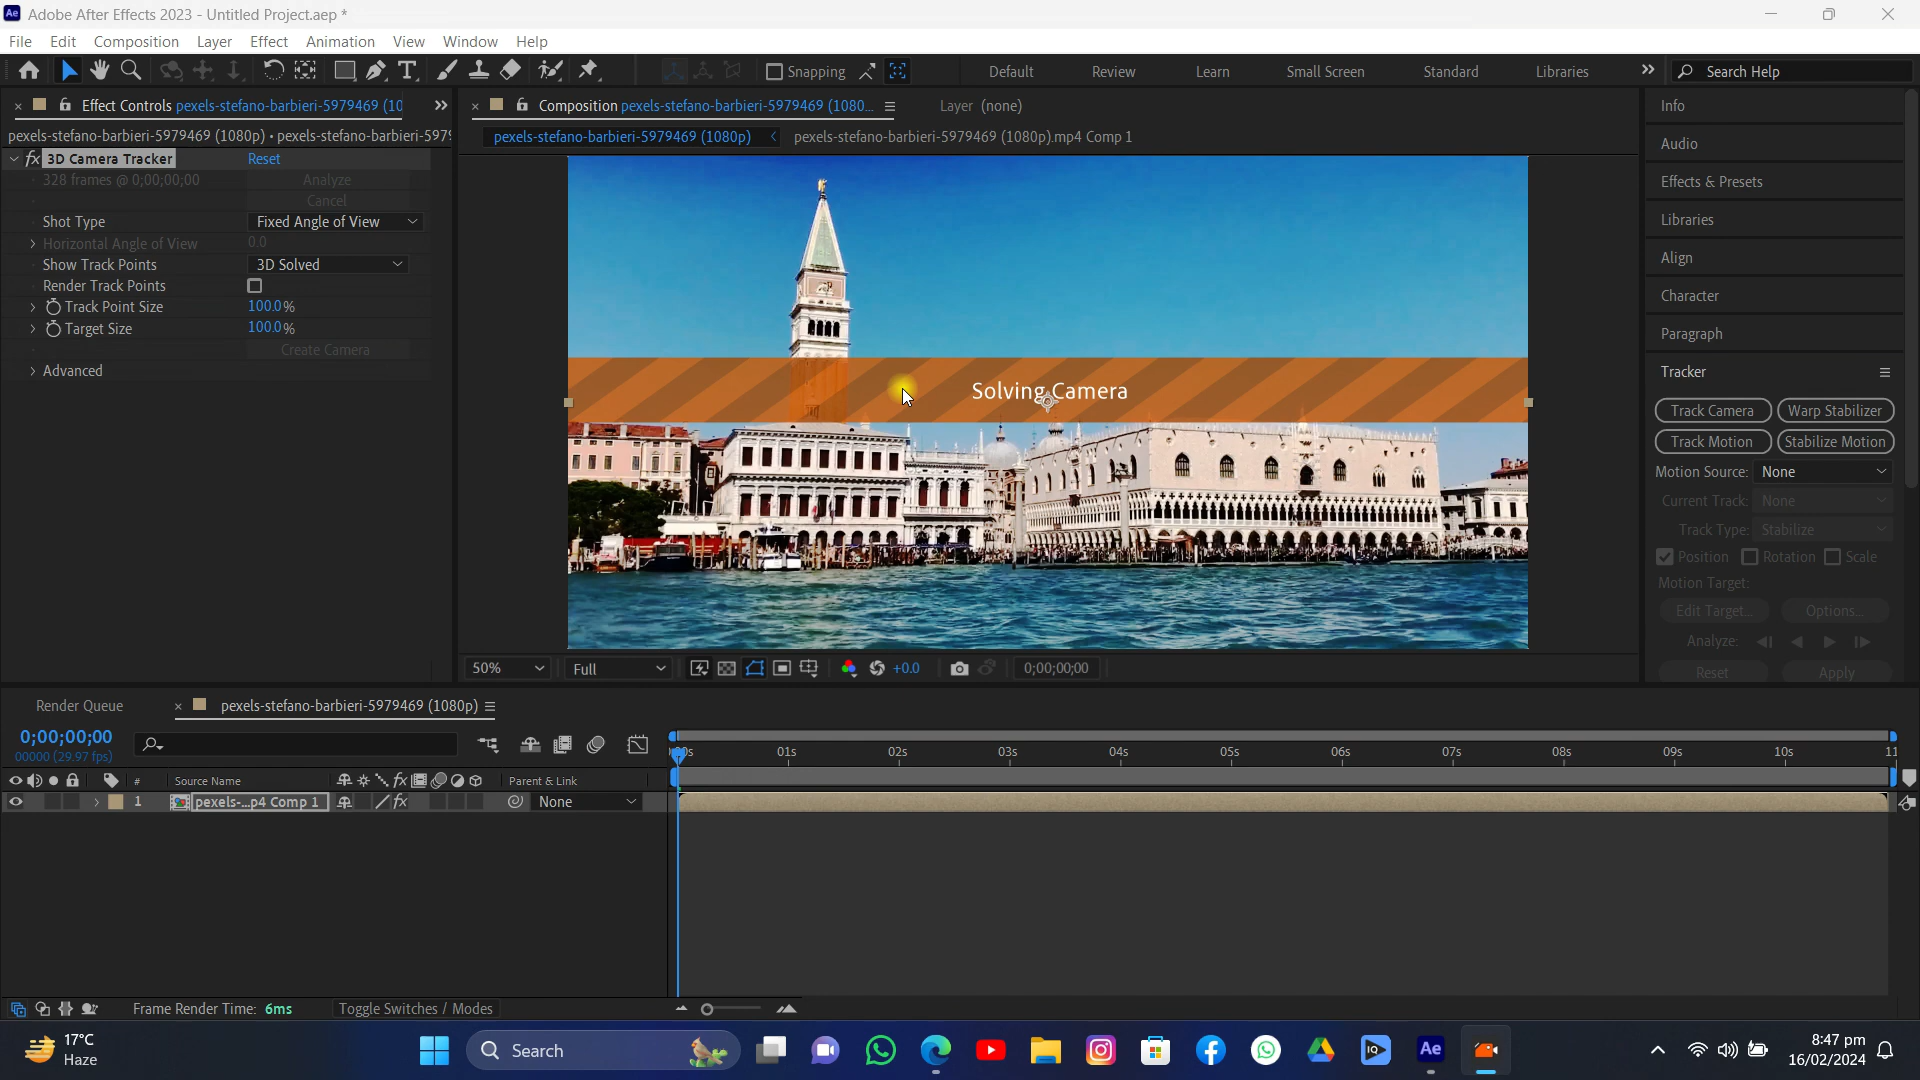 Adobe After Effects 2023 - Untitled Project.aep *
File Edit Composition Layer Effect Animation View Window Help
Snapping Default Review Learn Small Screen Standard Libraries Search Help
Effect Controls pexels-stefano-barbieri-5979469 (10
Composition pexels-stefano-barbieri-5979469 (1080... Layer (none)
pexels-stefano-barbieri-5979469 (1080p) • pexels-stefano-barbieri-5979
pexels-stefano-barbieri-5979469 (1080p) pexels-stefano-barbieri-5979469 (1080p).mp4 Comp 1
fx 3D Camera Tracker Reset
328 frames @ 0;00;00;00 Analyze
Cancel
Shot Type Fixed Angle of View
Horizontal Angle of View 0.0
Show Track Points 3D Solved
Render Track Points
Track Point Size 100.0%
Target Size 100.0%
Create Camera
Advanced
Solving Camera
50% Full +0.0 0;00;00;00
Info
Audio
Effects & Presets
Libraries
Align
Character
Paragraph
Tracker
Track Camera Warp Stabilizer
Track Motion Stabilize Motion
Motion Source: None
Current Track: None
Track Type: Stabilize
Position Rotation Scale
Motion Target:
Edit Target... Options...
Analyze:
Reset Apply
Render Queue pexels-stefano-barbieri-5979469 (1080p)
0;00;00;00
00000 (29.97 fps)
00s 01s 02s 03s 04s 05s 06s 07s 08s 09s 10s 11
# Source Name fx Parent & Link
1 pexels-...p4 Comp 1 fx None
Frame Render Time: 6ms Toggle Switches / Modes
17°C
Haze
Search
IQ
Ae
8:47 pm
16/02/2024